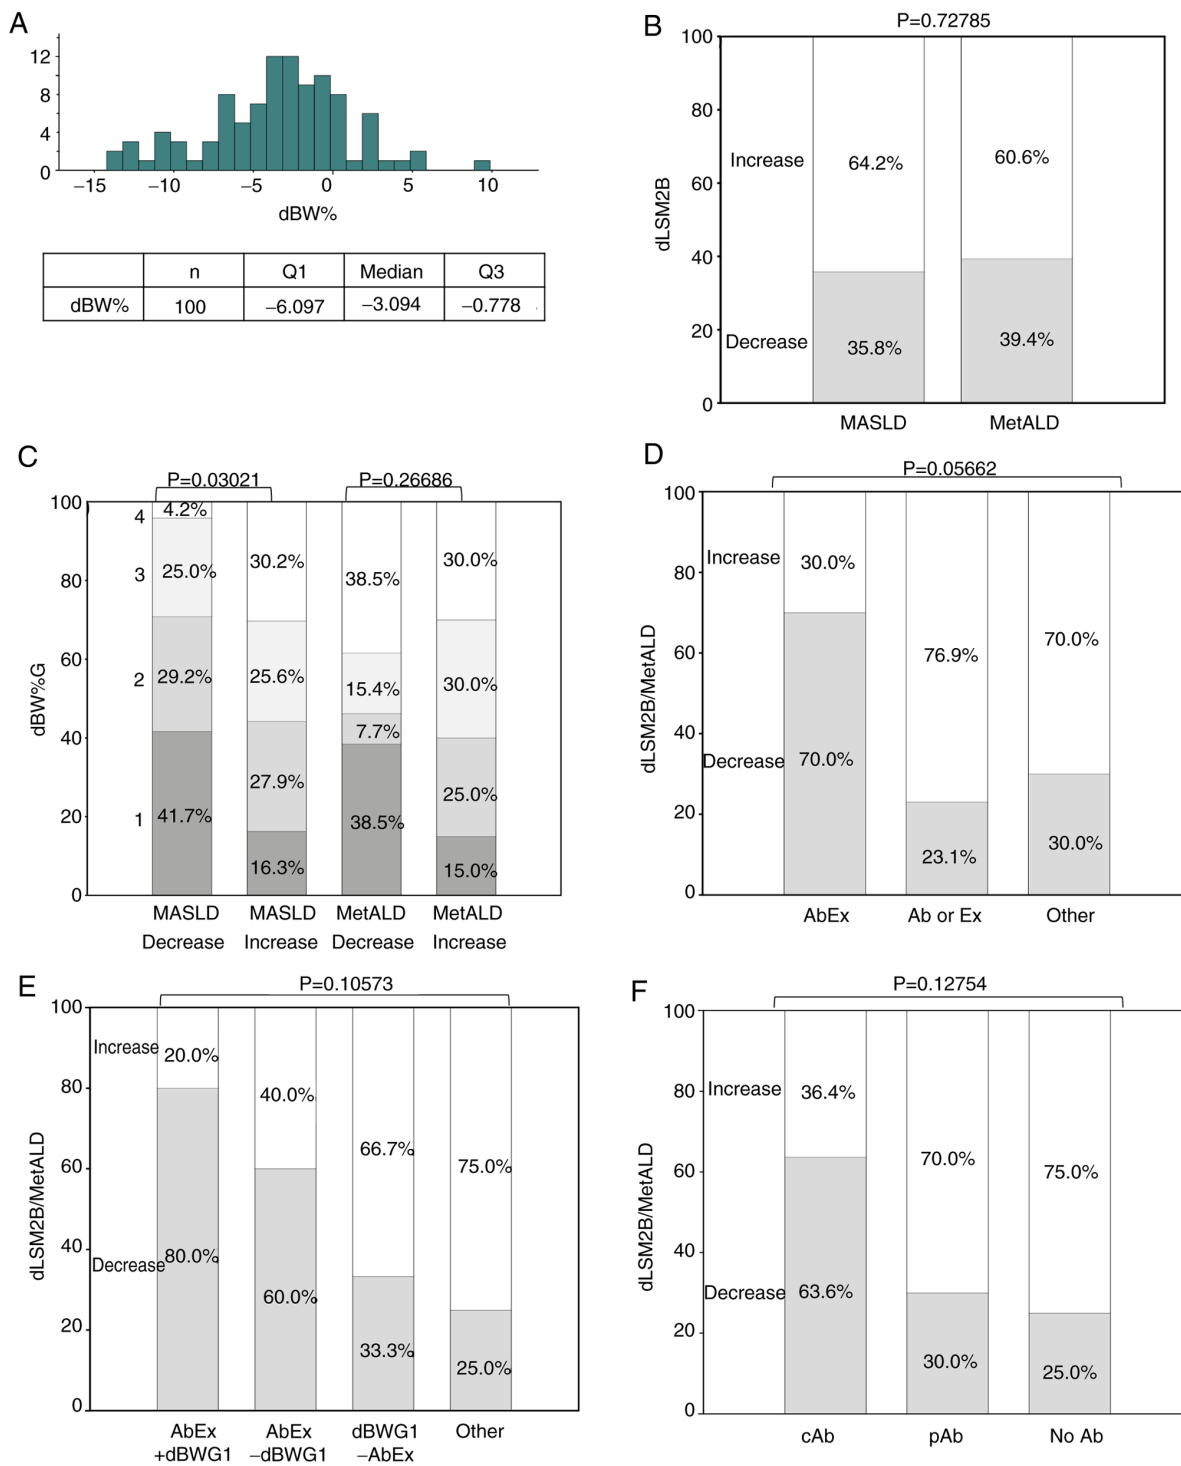 A
12
8
4
0
−15
−10
−5
0
5
10
dBW%
n
Q1
Median
Q3
dBW%
100
−6.097
−3.094
−0.778
B
P=0.72785
dLSM2B
100
80
60
40
20
0
Increase
Decrease
64.2%
60.6%
35.8%
39.4%
MASLD
MetALD
C
P=0.03021
P=0.26686
dBW%G
100
80
60
40
20
0
4
3
2
1
4.2%
25.0%
29.2%
41.7%
30.2%
25.6%
27.9%
16.3%
38.5%
15.4%
7.7%
38.5%
30.0%
30.0%
25.0%
15.0%
MASLD
Decrease
MASLD
Increase
MetALD
Decrease
MetALD
Increase
D
P=0.05662
dLSM2B/MetALD
100
80
60
40
20
0
Increase
Decrease
30.0%
70.0%
76.9%
23.1%
70.0%
30.0%
AbEx
Ab or Ex
Other
E
P=0.10573
dLSM2B/MetALD
100
80
60
40
20
0
Increase
Decrease
20.0%
80.0%
40.0%
60.0%
66.7%
33.3%
75.0%
25.0%
AbEx
+dBWG1
AbEx
−dBWG1
dBWG1
−AbEx
Other
F
P=0.12754
dLSM2B/MetALD
100
80
60
40
20
0
Increase
Decrease
36.4%
63.6%
70.0%
30.0%
75.0%
25.0%
cAb
pAb
No Ab